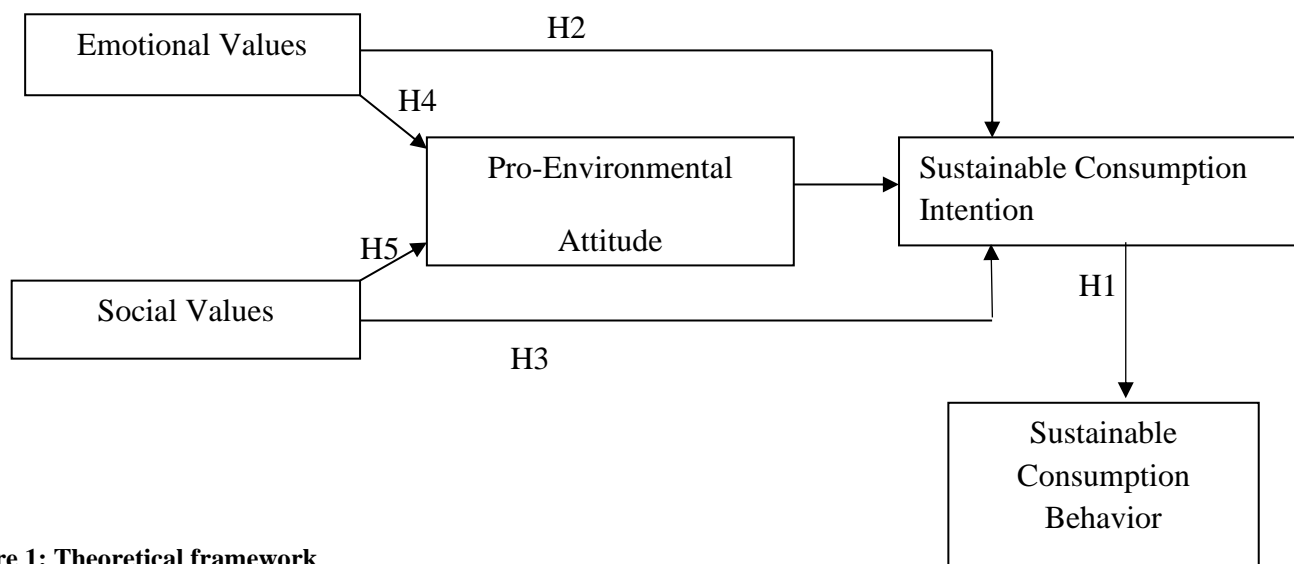 Emotional Values
H2
H4
Pro-Environmental
Attitude
Sustainable Consumption
Intention
H5
Social Values
H3
H1
Sustainable
Consumption
Behavior
re 1: Theoretical framework